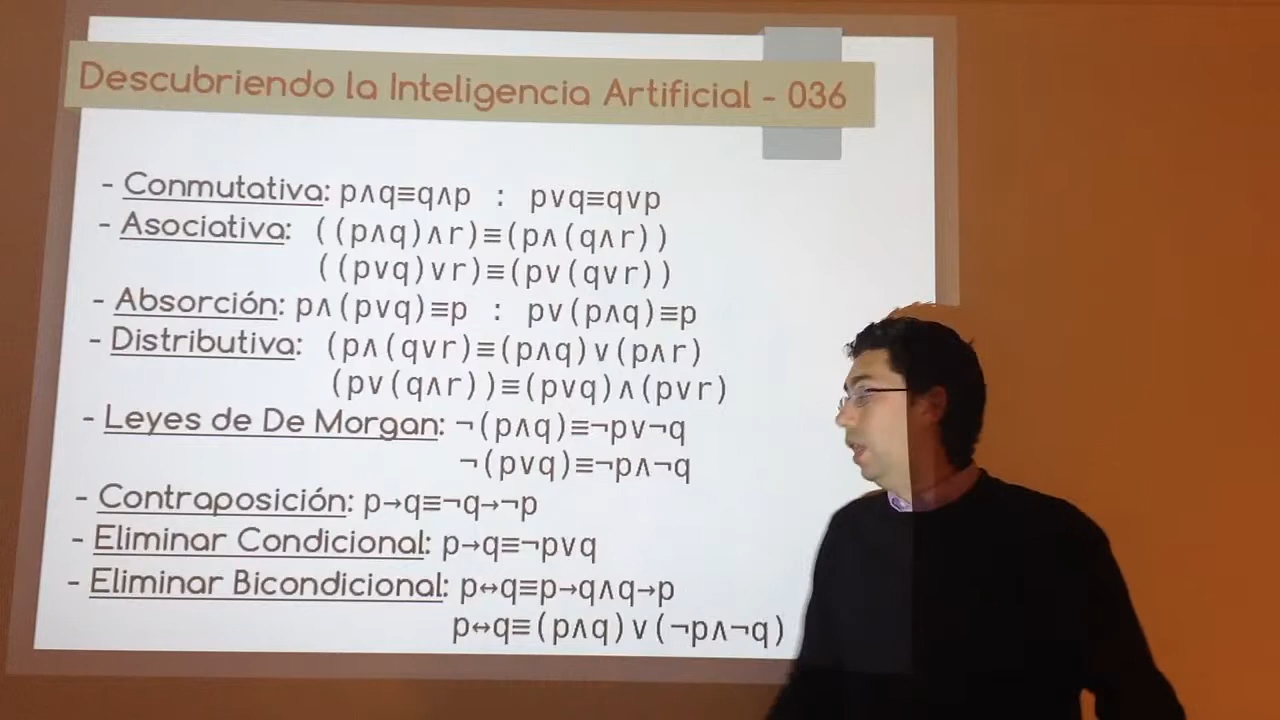 Descubriendo la Inteligencia Artificial - 036
- Conmutativa: p∧q≡q∧p : p∨q≡q∨p
- Asociativa: ((p∧q)∧r)≡(p∧(q∧r))
((p∨q)∨r)≡(p∨(q∨r))
- Absorción: p∧(p∨q)≡p : p∨(p∧q)≡p
- Distributiva: (p∧(q∨r)≡(p∧q)∨(p∧r)
(p∨(q∧r))≡(p∨q)∧(p∨r)
- Leyes de De Morgan: ¬(p∧q)≡¬p∨¬q
¬(p∨q)≡¬p∧¬q
- Contraposición: p→q≡¬q→¬p
- Eliminar Condicional: p→q≡¬p∨q
- Eliminar Bicondicional: p↔q≡p→q∧q→p
p↔q≡(p∧q)∨(¬p∧¬q)